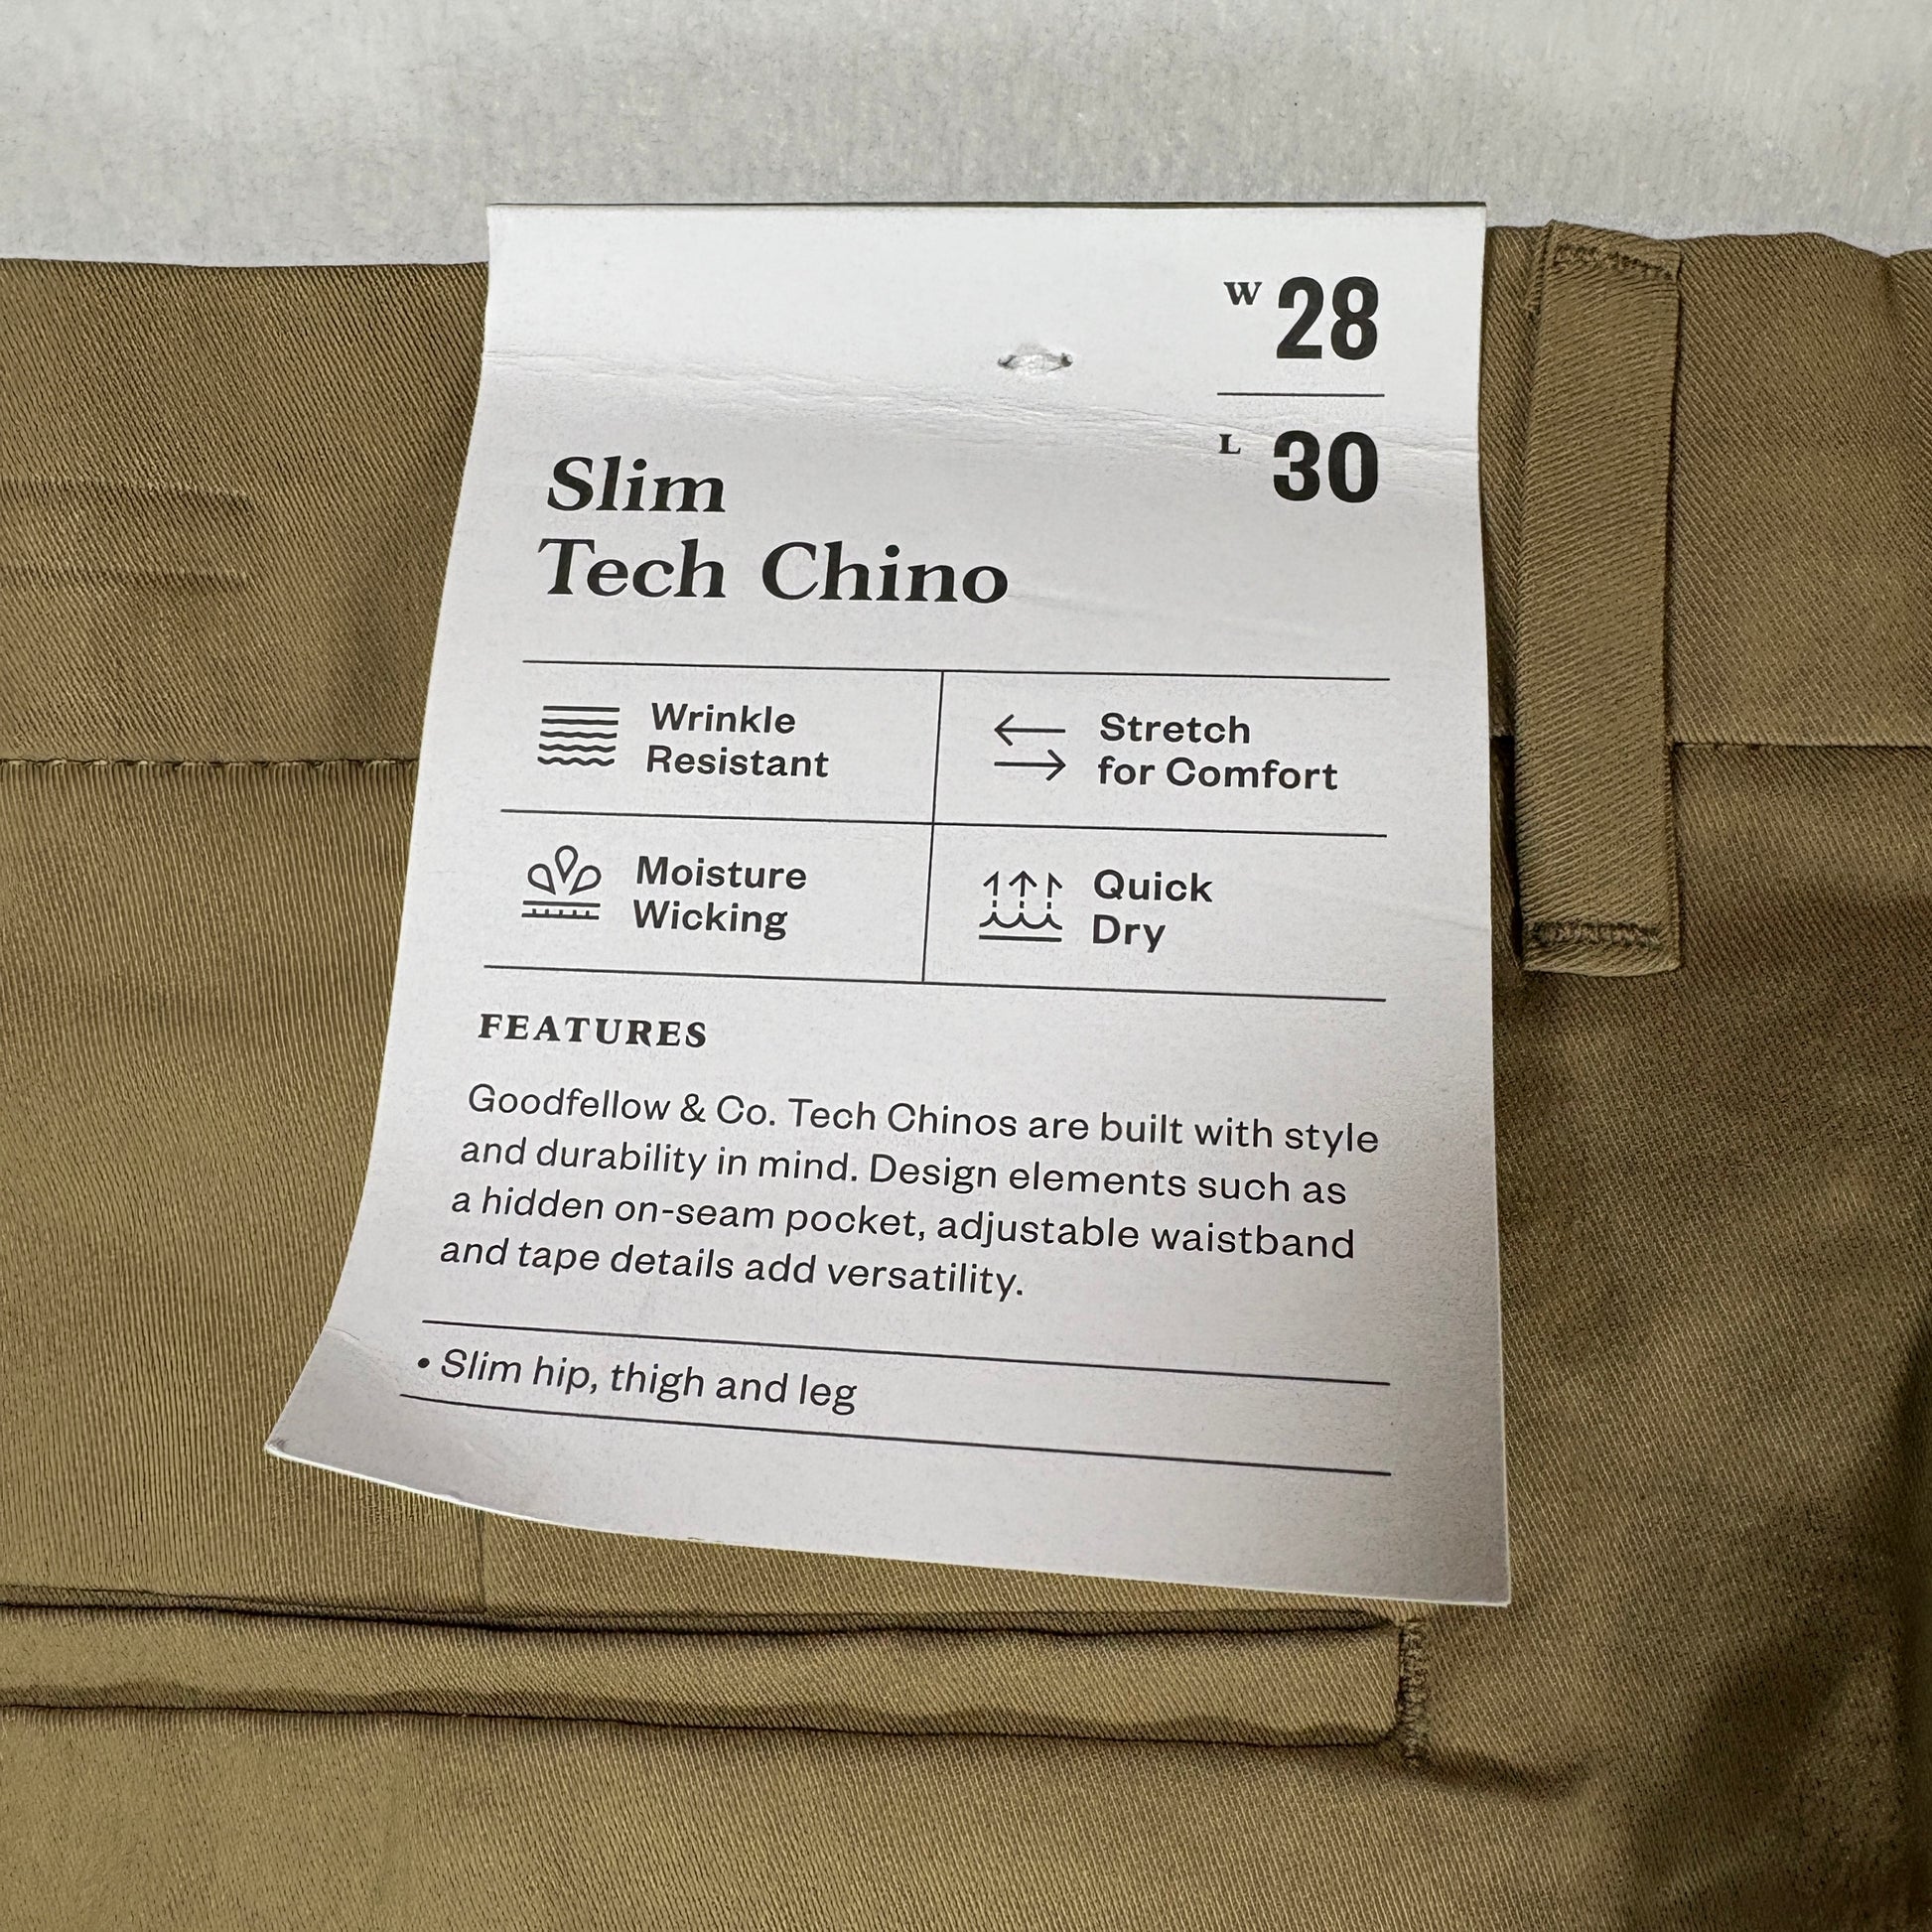 W 28
L 30
Slim
Tech Chino
Wrinkle
Resistant
Stretch
for Comfort
Moisture
Wicking
Quick
Dry
FEATURES
Goodfellow & Co. Tech Chinos are built with style
and durability in mind. Design elements such as
a hidden on-seam pocket, adjustable waistband
and tape details add versatility.
• Slim hip, thigh and leg